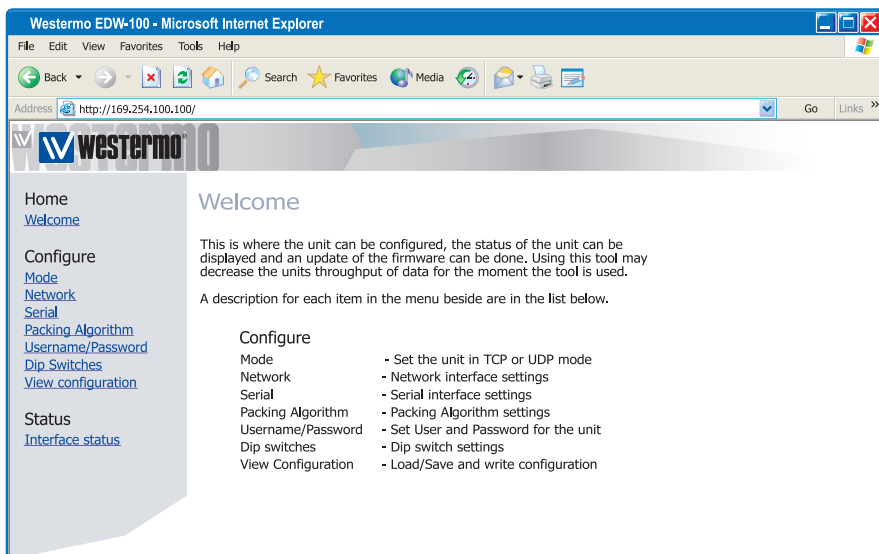 Westermo EDW-100 - Microsoft Internet Explorer
File Edit View Favorites Tools Help
Back Search Favorites Media
Address http://169.254.100.100/ Go Links »
westermo®
Home
Welcome
Configure
Mode
Network
Serial
Packing Algorithm
Username/Password
Dip Switches
View configuration
Status
Interface status
Welcome
This is where the unit can be configured, the status of the unit can be
displayed and an update of the firmware can be done. Using this tool may
decrease the units throughput of data for the moment the tool is used.
A description for each item in the menu beside are in the list below.
Configure
Mode - Set the unit in TCP or UDP mode
Network - Network interface settings
Serial - Serial interface settings
Packing Algorithm - Packing Algorithm settings
Username/Password - Set User and Password for the unit
Dip switches - Dip switch settings
View Configuration - Load/Save and write configuration